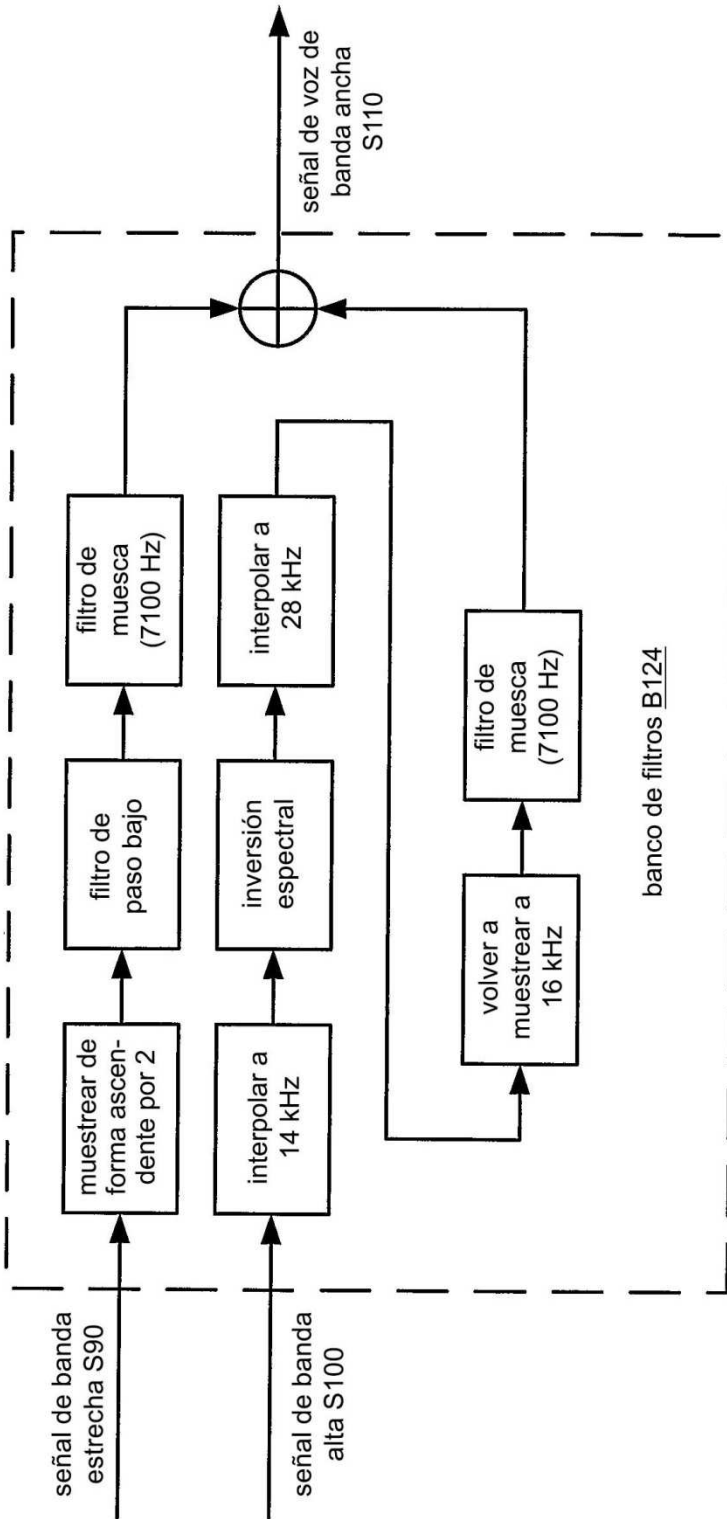 señal de banda
estrecha S90
muestrear de
forma ascen-
dente por 2
filtro de
paso bajo
filtro de
muesca
(7100 Hz)
señal de voz de
banda ancha
S110
señal de banda
alta S100
interpolar a
14 kHz
inversión
espectral
interpolar a
28 kHz
volver a
muestrear a
16 kHz
filtro de
muesca
(7100 Hz)
banco de filtros B124